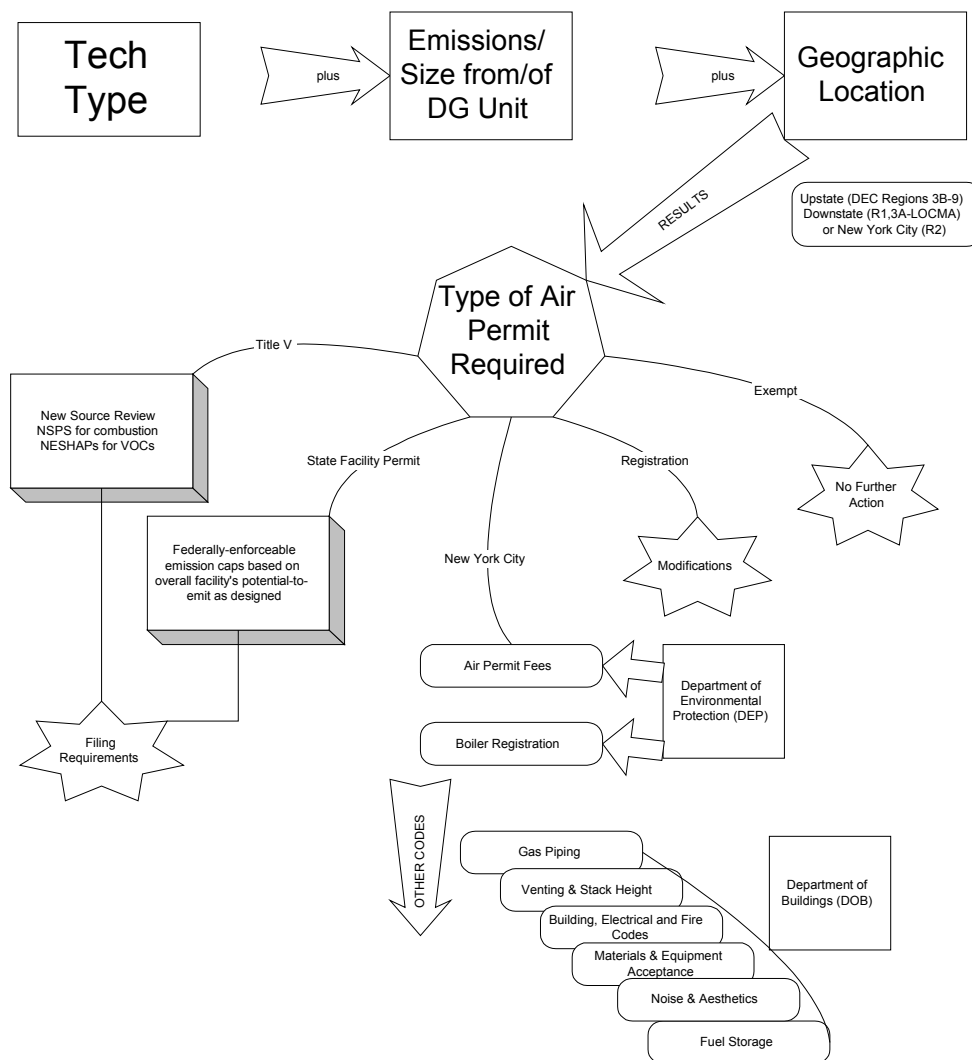 Tech
Type
plus
Emissions/
Size from/of
DG Unit
plus
Geographic
Location
RESULTS
Upstate (DEC Regions 3B-9)
Downstate (R1,3A-LOCMA)
or New York City (R2)
Type of Air
Permit
Required
Title V
Exempt
New Source Review
NSPS for combustion
NESHAPs for VOCs
State Facility Permit
Registration
No Further
Action
Federally-enforceable
emission caps based on
overall facility's potential-to-
emit as designed
New York City
Modifications
Air Permit Fees
Department of
Environmental
Protection (DEP)
Filing
Requirements
Boiler Registration
OTHER CODES
Gas Piping
Venting & Stack Height
Building, Electrical and Fire
Codes
Materials & Equipment
Acceptance
Noise & Aesthetics
Fuel Storage
Department of
Buildings (DOB)